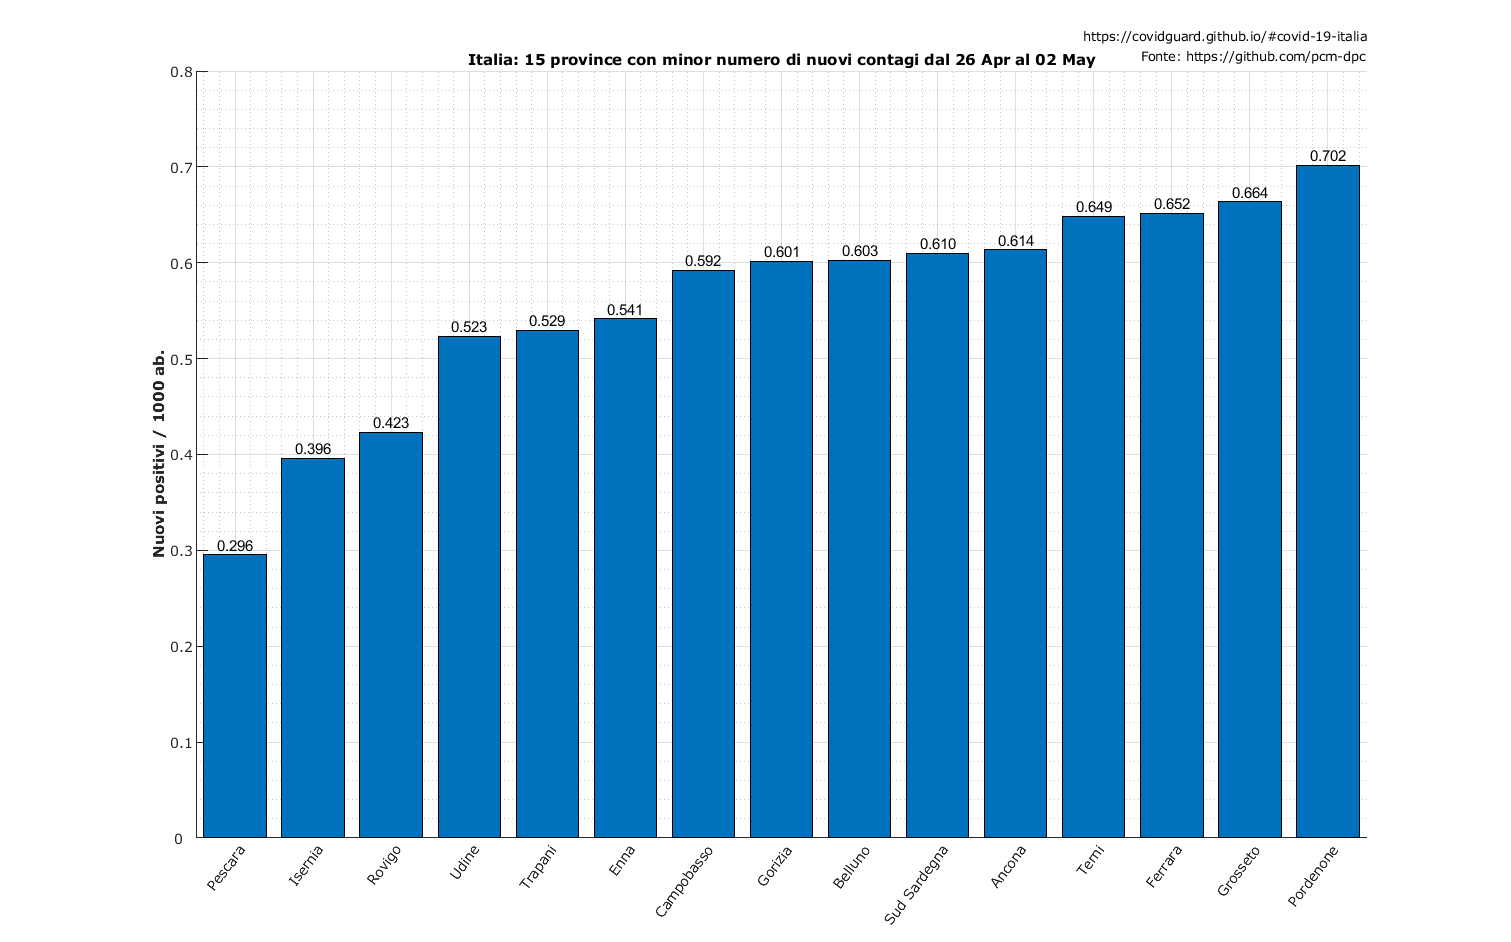 https://covidguard.github.io/#covid-19-italia
Fonte: https://github.com/pcm-dpc
Italia: 15 province con minor numero di nuovi contagi dal 26 Apr al 02 May
Nuovi positivi / 1000 ab.
0.8
0.7
0.6
0.5
0.4
0.3
0.2
0.1
0
0.296
0.396
0.423
0.523
0.529
0.541
0.592
0.601
0.603
0.610
0.614
0.649
0.652
0.664
0.702
Pescara
Isernia
Rovigo
Udine
Trapani
Enna
Campobasso
Gorizia
Belluno
Sud Sardegna
Ancona
Terni
Ferrara
Grosseto
Pordenone